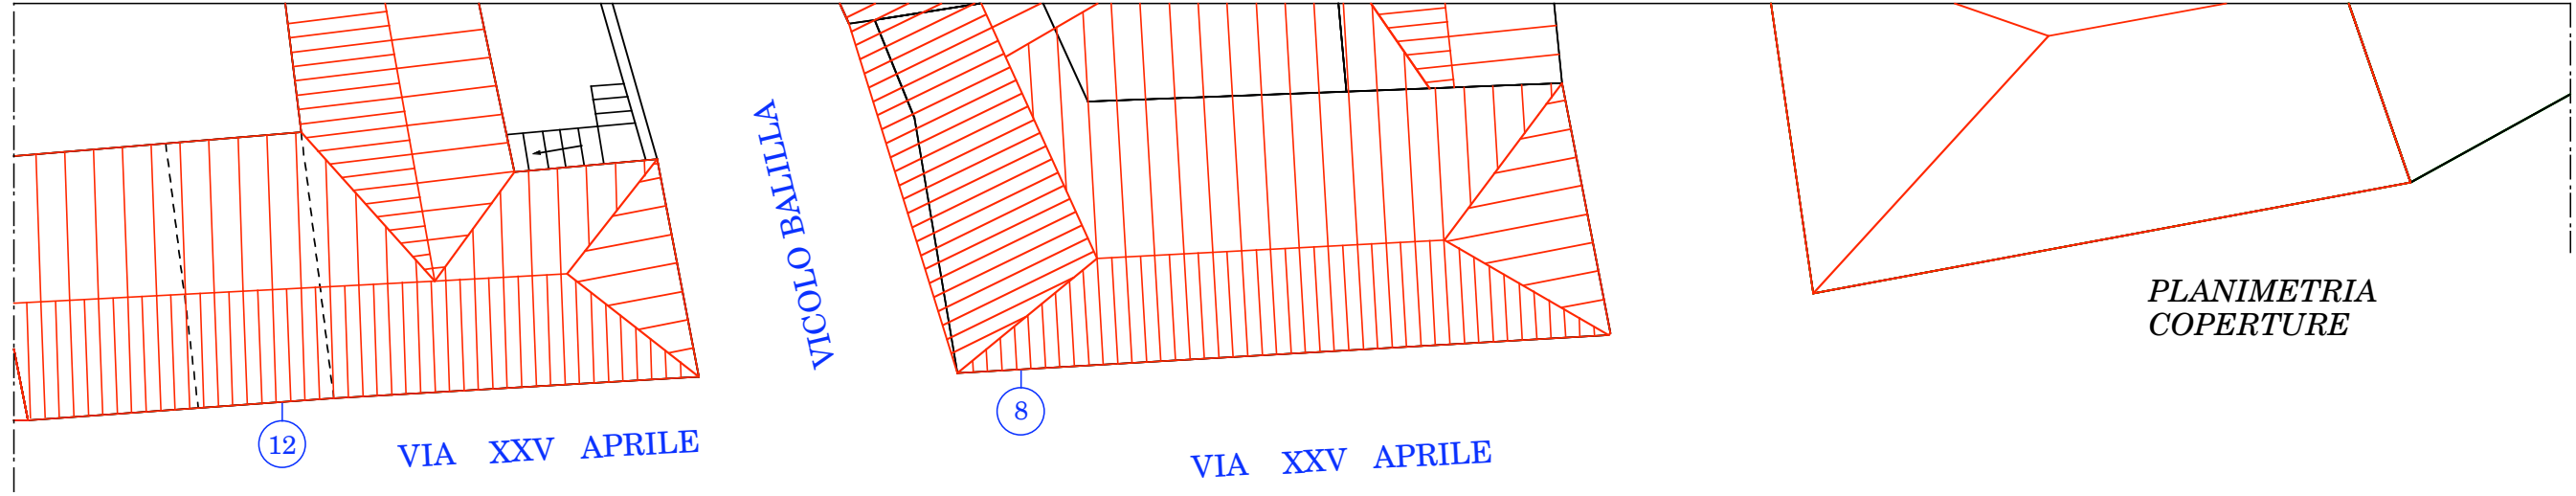 VICOLO BALILLA
PLANIMETRIA
COPERTURE
12
VIA XXV APRILE
8
VIA XXV APRILE